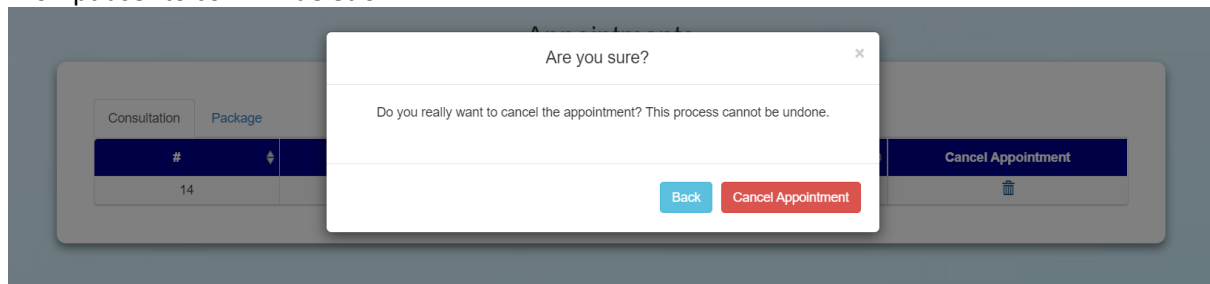 Appointments
Are you sure?
×
Do you really want to cancel the appointment? This process cannot be undone.
Consultation Package
# Cancel Appointment
14
Back Cancel Appointment